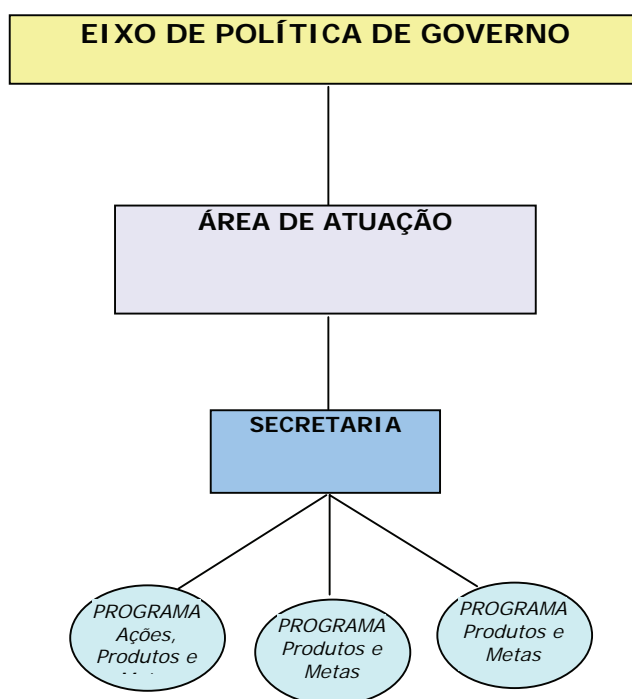 EIXO DE POLÍTICA DE GOVERNO
ÁREA DE ATUAÇÃO
SECRETARIA
PROGRAMA
Ações,
Produtos e
PROGRAMA
Produtos e
Metas
PROGRAMA
Produtos e
Metas